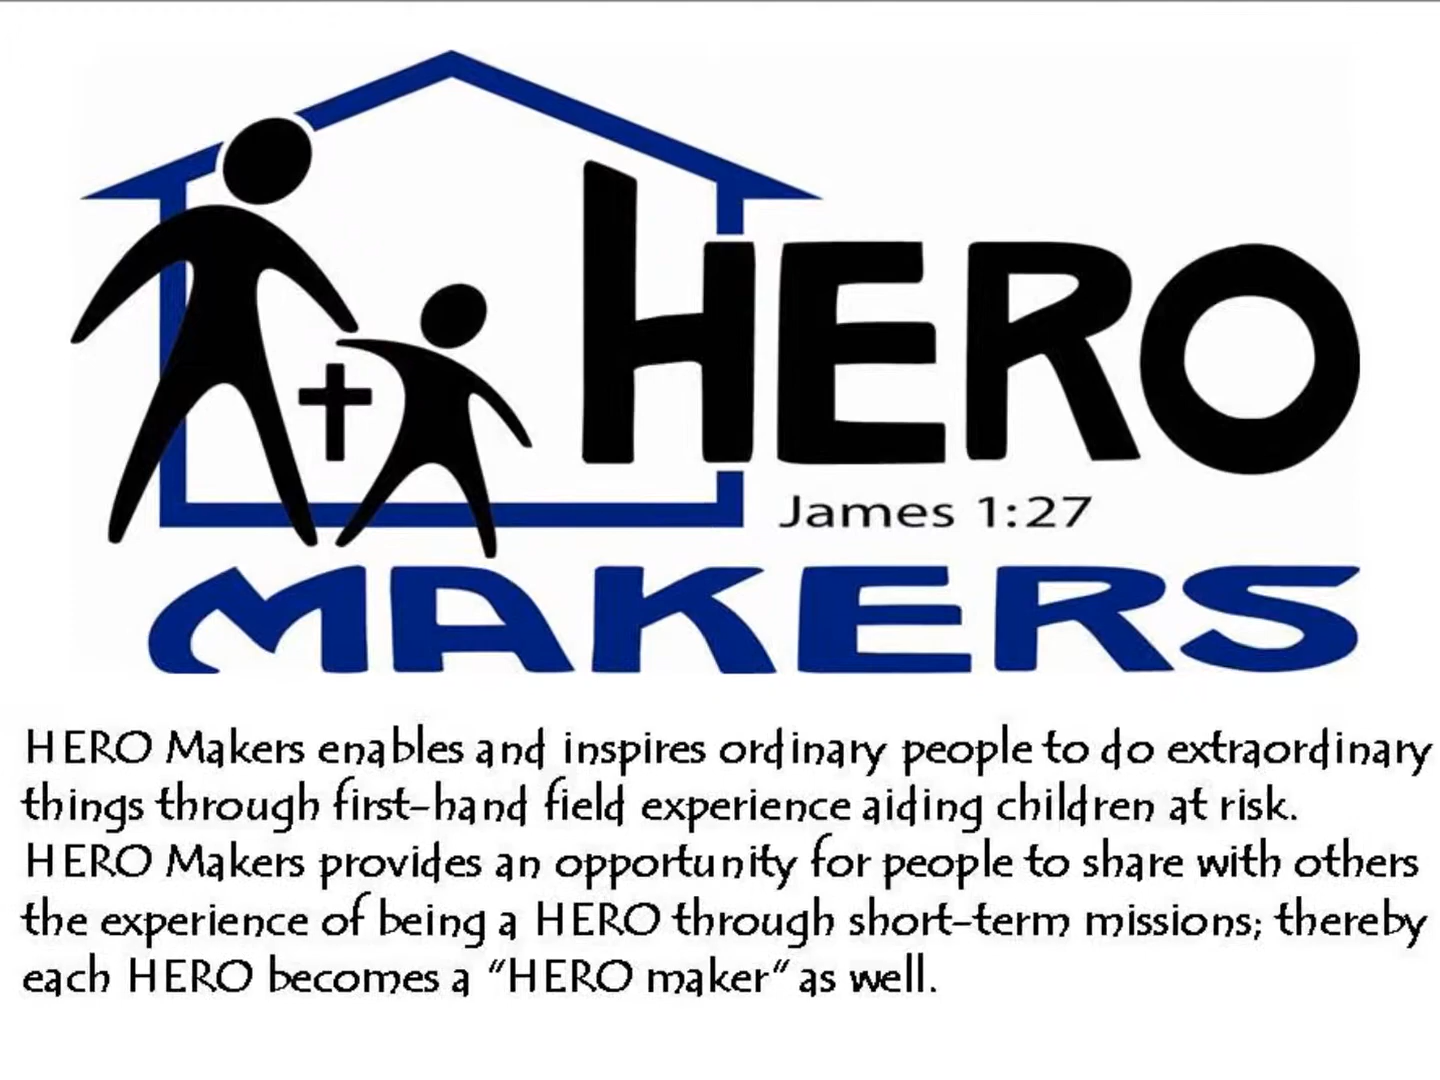 HERO
James 1:27
MAKERS
HERO Makers enables and inspires ordinary people to do extraordinary
things through first-hand field experience aiding children at risk.
HERO Makers provides an opportunity for people to share with others
the experience of being a HERO through short-term missions; thereby
each HERO becomes a "HERO maker" as well.